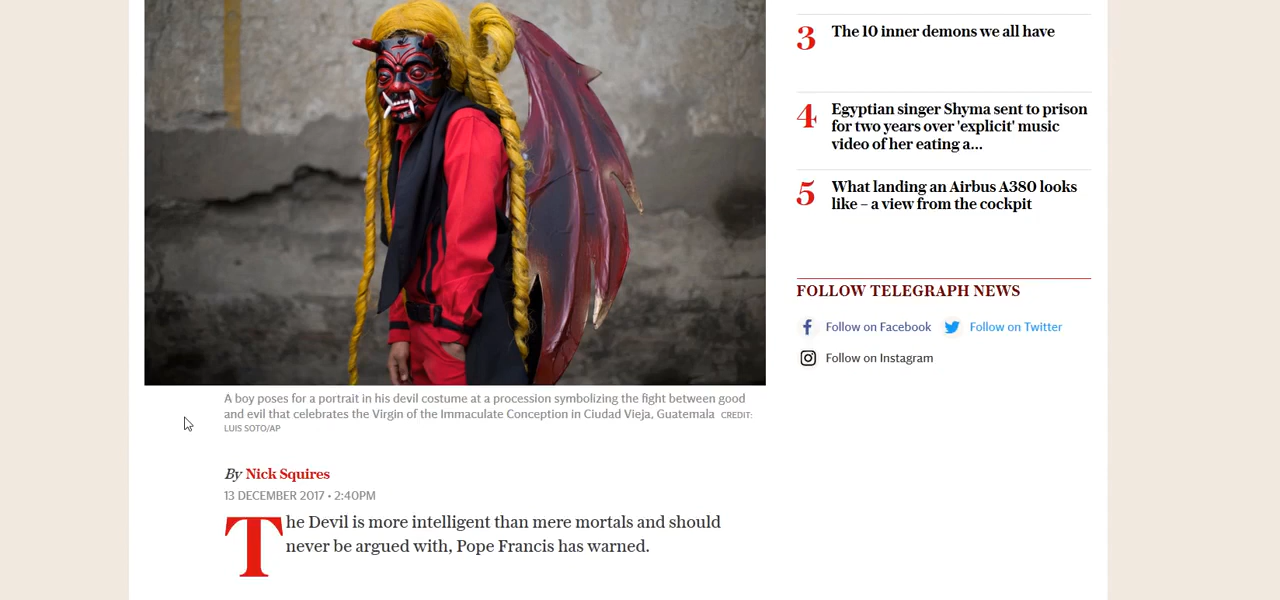 A boy poses for a portrait in his devil costume at a procession symbolizing the fight between good
and evil that celebrates the Virgin of the Immaculate Conception in Ciudad Vieja, Guatemala CREDIT:
LUIS SOTO/AP
By Nick Squires
13 DECEMBER 2017 • 2:40PM
The Devil is more intelligent than mere mortals and should
never be argued with, Pope Francis has warned.
3 The 10 inner demons we all have
4 Egyptian singer Shyma sent to prison
for two years over 'explicit' music
video of her eating a...
5 What landing an Airbus A380 looks
like – a view from the cockpit
FOLLOW TELEGRAPH NEWS
Follow on Facebook Follow on Twitter
Follow on Instagram